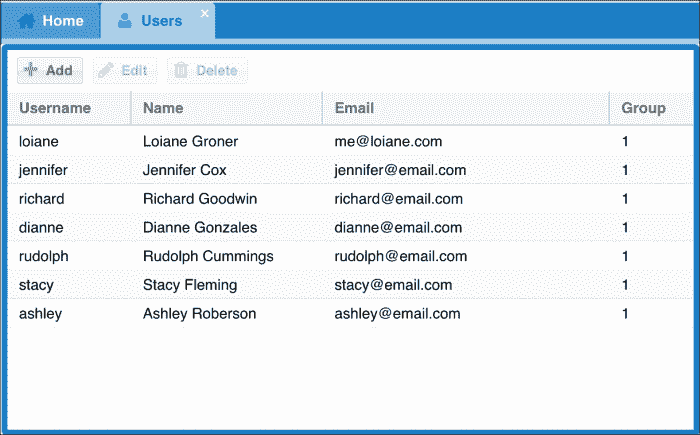 Home Users
Add Edit Delete
Username Name Email Group
loiane Loiane Groner me@loiane.com 1
jennifer Jennifer Cox jennifer@email.com 1
richard Richard Goodwin richard@email.com 1
dianne Dianne Gonzales dianne@email.com 1
rudolph Rudolph Cummings rudolph@email.com 1
stacy Stacy Fleming stacy@email.com 1
ashley Ashley Roberson ashley@email.com 1